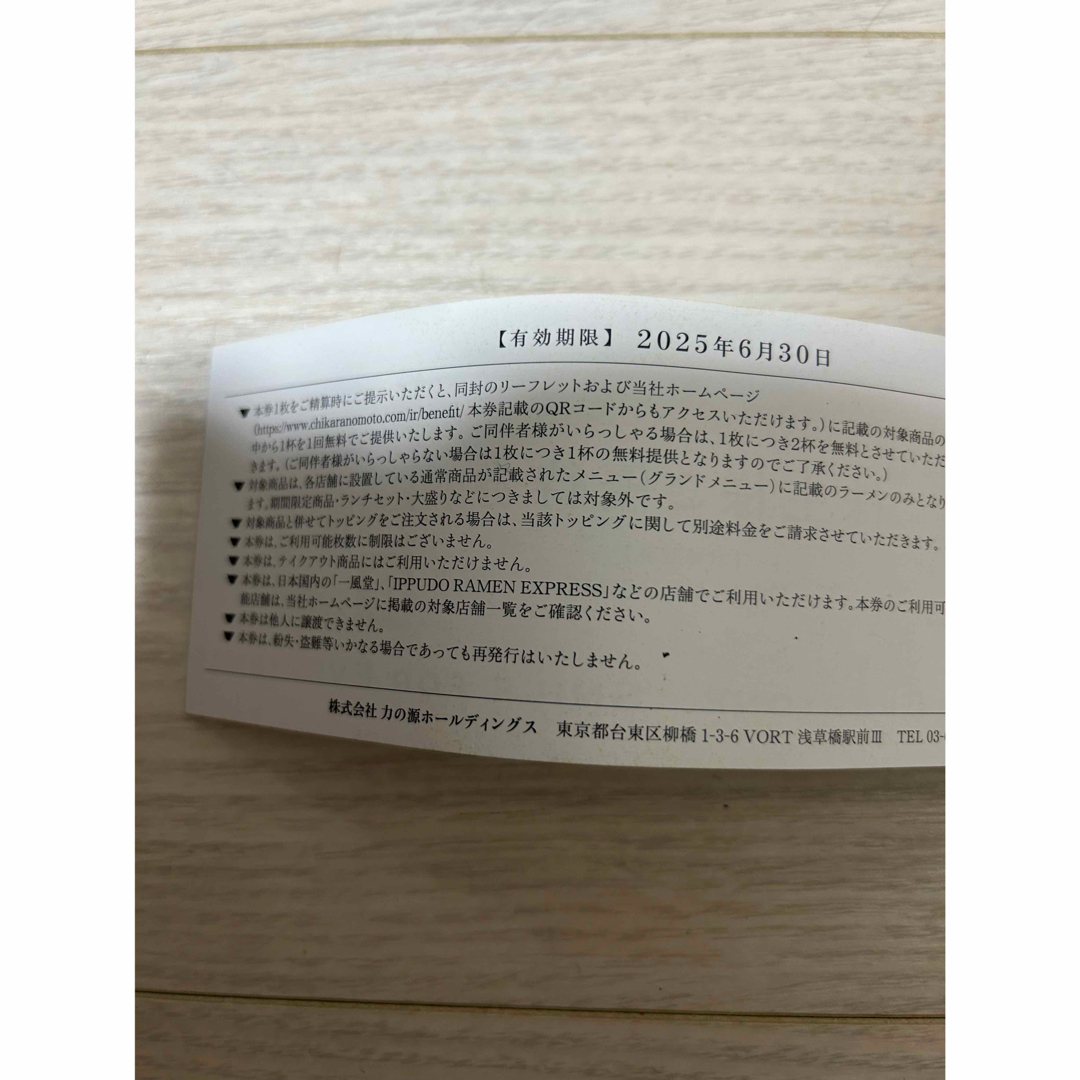 【有効期限】 2025年6月30日
▼本券1枚をご精算時にご提示いただくと、同封のリーフレットおよび当社ホームページ
(https://www.chikaranomoto.com/ir/benefit/ 本券記載のQRコードからもアクセスいただけます。)に記載の対象商品の
中から1杯を1回無料でご提供いたします。ご同伴者様がいらっしゃる場合は、1枚につき2杯を無料とさせていただ
きます。(ご同伴者様がいらっしゃらない場合は1枚につき1杯の無料提供となりますのでご了承ください。)
▼対象商品は、各店舗に設置している通常商品が記載されたメニュー(グランドメニュー)に記載のラーメンのみとなり
ます。期間限定商品・ランチセット・大盛りなどにつきましては対象外です。
▼対象商品と併せてトッピングをご注文される場合は、当該トッピングに関して別途料金をご請求させていただきます。
▼本券は、ご利用可能枚数に制限はございません。
▼本券は、テイクアウト商品にはご利用いただけません。
▼本券は、日本国内の「一風堂」、「IPPUDO RAMEN EXPRESS」などの店舗でご利用いただけます。本券のご利用可
能店舗は、当社ホームページに掲載の対象店舗一覧をご確認ください。
▼本券は他人に譲渡できません。
▼本券は、紛失・盗難等いかなる場合であっても再発行はいたしません。
株式会社 力の源ホールディングス 東京都台東区柳橋 1-3-6 VORT 浅草橋駅前Ⅲ TEL 03-